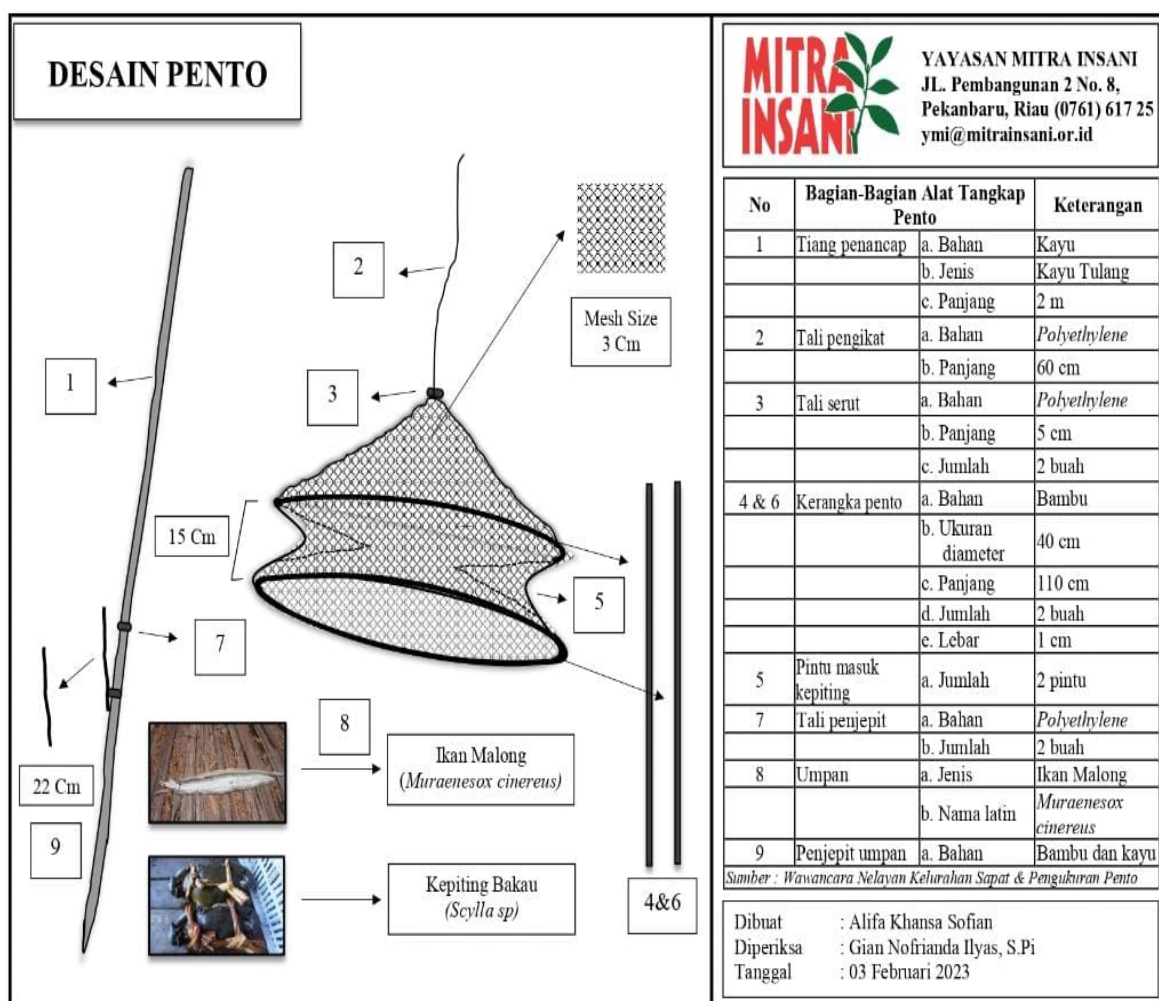 DESAIN PENTO
2
Mesh Size
3 Cm
1
3
15 Cm
5
7
22 Cm
9
8
Ikan Malong
(Muraenesox cinereus)
Kepiting Bakau
(Scylla sp)
4&6
MITRA
INSANI
YAYASAN MITRA INSANI
JL. Pembangunan 2 No. 8,
Pekanbaru, Riau (0761) 617 25
ymi@mitrainsani.or.id
No Bagian-Bagian Alat Tangkap Pento Keterangan
1 Tiang penancap a. Bahan Kayu
b. Jenis Kayu Tulang
c. Panjang 2 m
2 Tali pengikat a. Bahan Polyethylene
b. Panjang 60 cm
3 Tali serut a. Bahan Polyethylene
b. Panjang 5 cm
c. Jumlah 2 buah
4 & 6 Kerangka pento a. Bahan Bambu
b. Ukuran diameter 40 cm
c. Panjang 110 cm
d. Jumlah 2 buah
e. Lebar 1 cm
5 Pintu masuk kepiting a. Jumlah 2 pintu
7 Tali penjepit a. Bahan Polyethylene
b. Jumlah 2 buah
8 Umpan a. Jenis Ikan Malong
b. Nama latin Muraenesox cinereus
9 Penjepit umpan a. Bahan Bambu dan kayu
Sumber : Wawancara Nelayan Kelurahan Sapat & Pengukuran Pento
Dibuat : Alifa Khansa Sofian
Diperiksa : Gian Nofrianda Ilyas, S.Pi
Tanggal : 03 Februari 2023